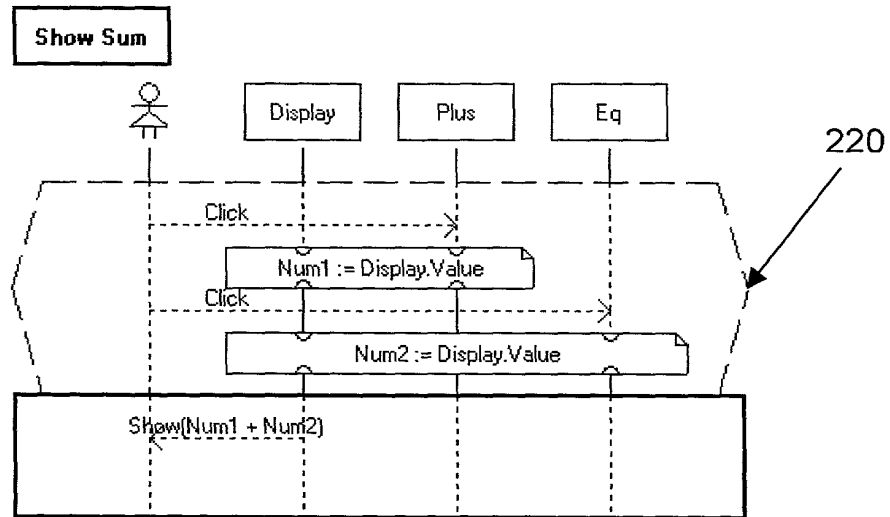 Show Sum
Display
Plus
Eq
220
Click
Num1 := Display.Value
Click
Num2 := Display.Value
Show(Num1 + Num2)